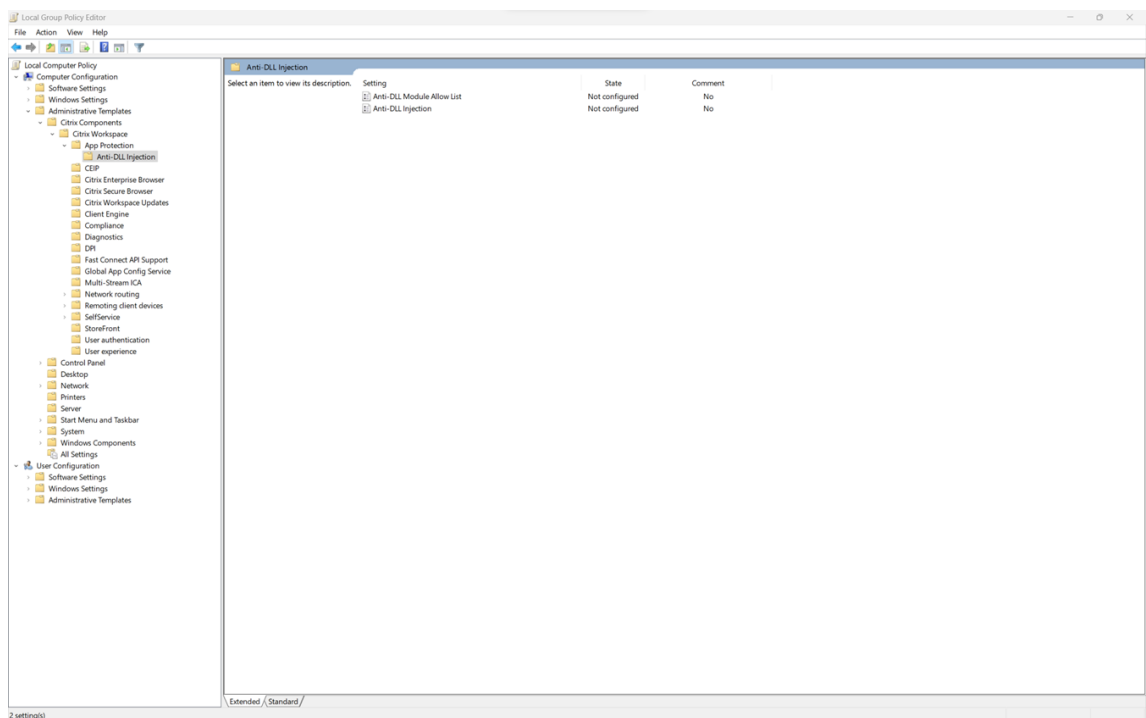 Local Group Policy Editor
File Action View Help
Local Computer Policy
Computer Configuration
Software Settings
Windows Settings
Administrative Templates
Citrix Components
Citrix Workspace
App Protection
Anti-DLL Injection
CEIP
Citrix Enterprise Browser
Citrix Secure Browser
Citrix Workspace Updates
Client Engine
Compliance
Diagnostics
DPI
Fast Connect API Support
Global App Config Service
Multi-Stream ICA
Network routing
Remoting client devices
SelfService
StoreFront
User authentication
User experience
Control Panel
Desktop
Network
Printers
Server
Start Menu and Taskbar
System
Windows Components
All Settings
User Configuration
Software Settings
Windows Settings
Administrative Templates
Anti-DLL Injection
Select an item to view its description.
Setting State Comment
Anti-DLL Module Allow List Not configured No
Anti-DLL Injection Not configured No
Extended Standard
2 setting(s)